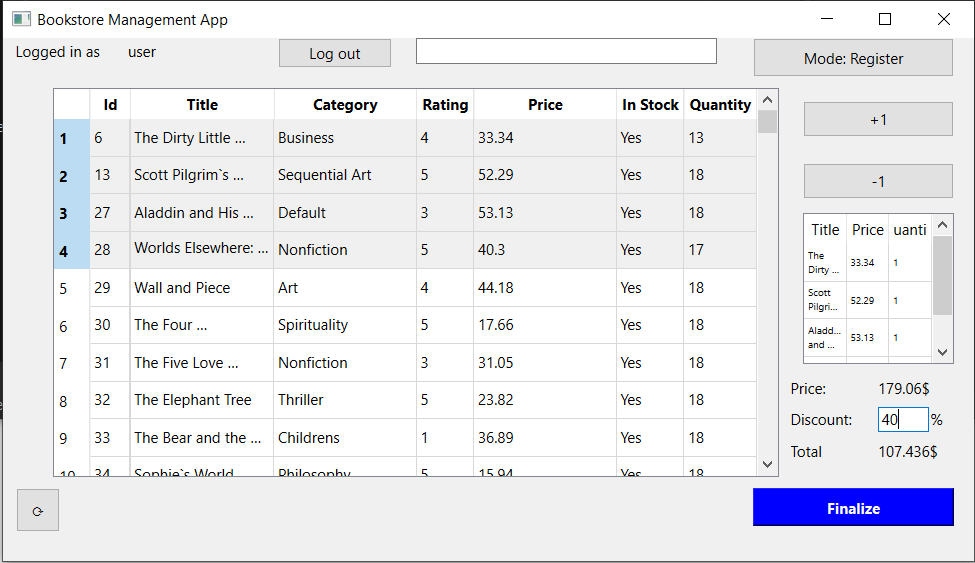 Bookstore Management App
Logged in as user Log out Mode: Register
Id Title Category Rating Price In Stock Quantity
1 6 The Dirty Little ... Business 4 33.34 Yes 13
2 13 Scott Pilgrim`s ... Sequential Art 5 52.29 Yes 18
3 27 Aladdin and His ... Default 3 53.13 Yes 18
4 28 Worlds Elsewhere: ... Nonfiction 5 40.3 Yes 17
5 29 Wall and Piece Art 4 44.18 Yes 18
6 30 The Four ... Spirituality 5 17.66 Yes 18
7 31 The Five Love ... Nonfiction 3 31.05 Yes 18
8 32 The Elephant Tree Thriller 5 23.82 Yes 18
9 33 The Bear and the ... Childrens 1 36.89 Yes 18
10 34 Sophie`s World Philosophy 5 15.94 Yes 18
+1
-1
Title Price uanti
The
Dirty ... 33.34 1
Scott
Pilgri... 52.29 1
Aladd...
and ... 53.13 1
Price: 179.06$
Discount: 40 %
Total 107.436$
Finalize